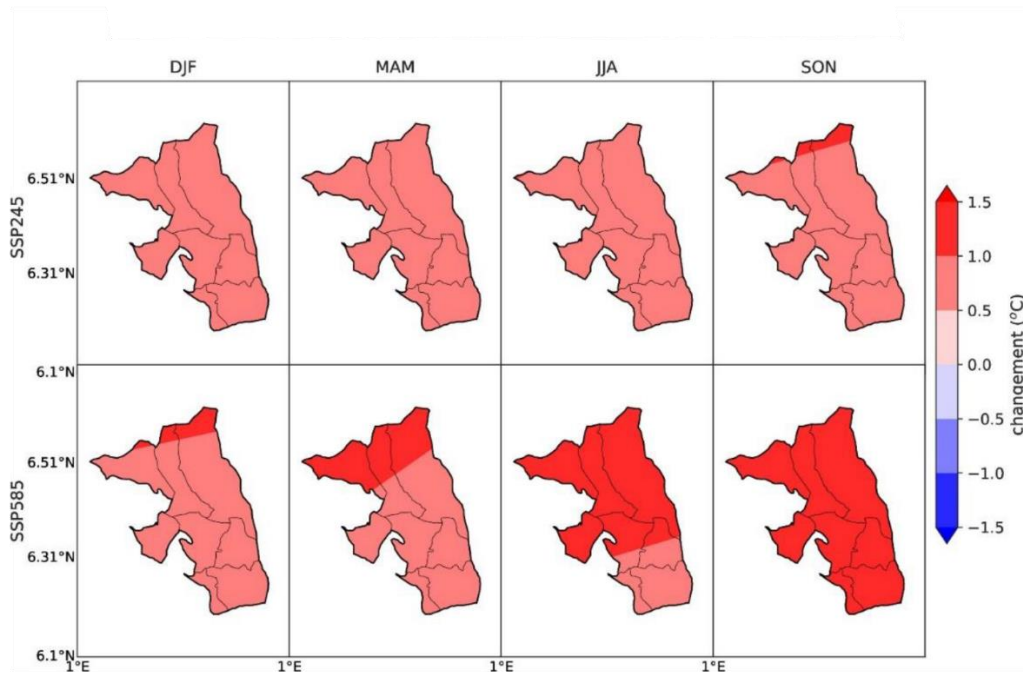 DJF MAM JJA SON
SSP245
6.51°N
6.31°N
6.1°N
SSP585
6.51°N
6.31°N
6.1°N
1°E 1°E 1°E 1°E
1.5
1.0
0.5
0.0
−0.5
−1.0
−1.5
changement (°C)